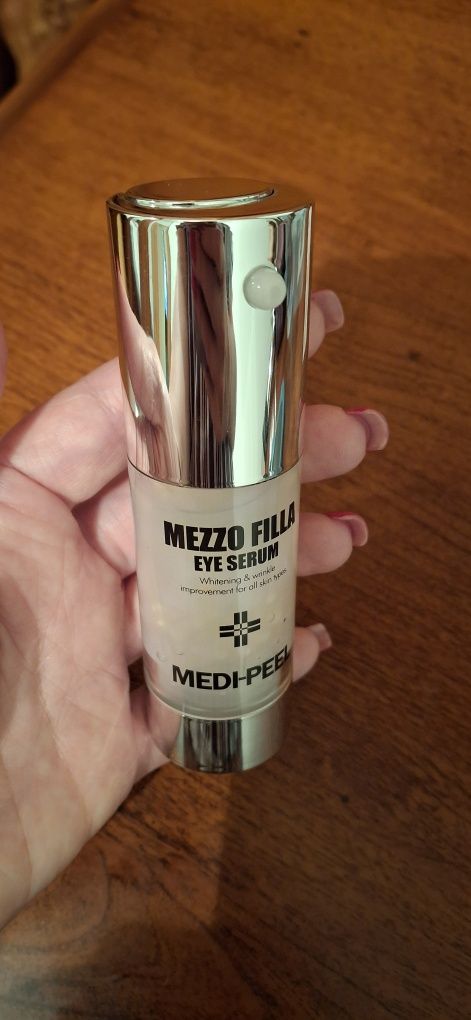 MEZZO FILLA
EYE SERUM
Whitening & wrinkle
improvement for all skin types
MEDI-PEEL